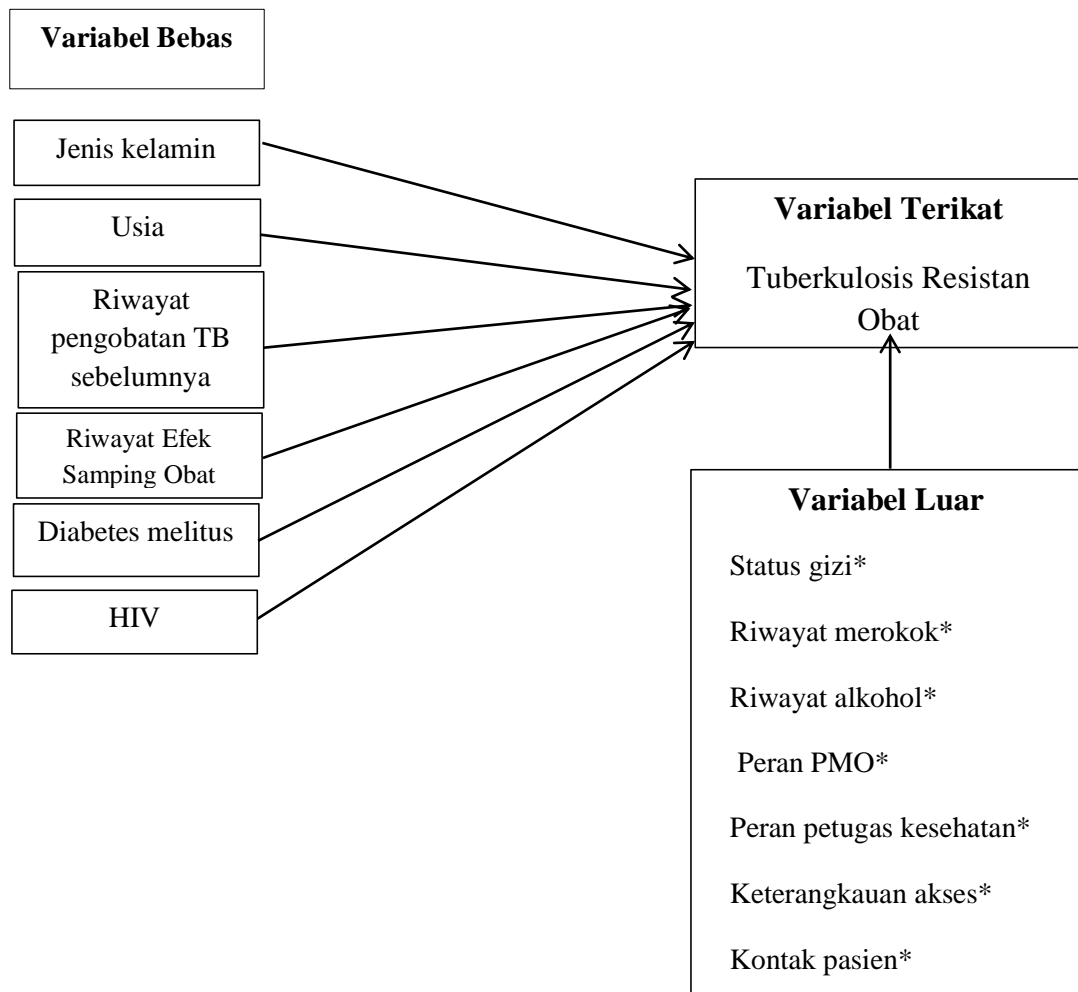 Variabel Bebas
Jenis kelamin
Usia
Riwayat
pengobatan TB
sebelumnya
Riwayat Efek
Samping Obat
Diabetes melitus
HIV
Variabel Terikat
Tuberkulosis Resistan
Obat
Variabel Luar
Status gizi*
Riwayat merokok*
Riwayat alkohol*
Peran PMO*
Peran petugas kesehatan*
Keterangkauan akses*
Kontak pasien*